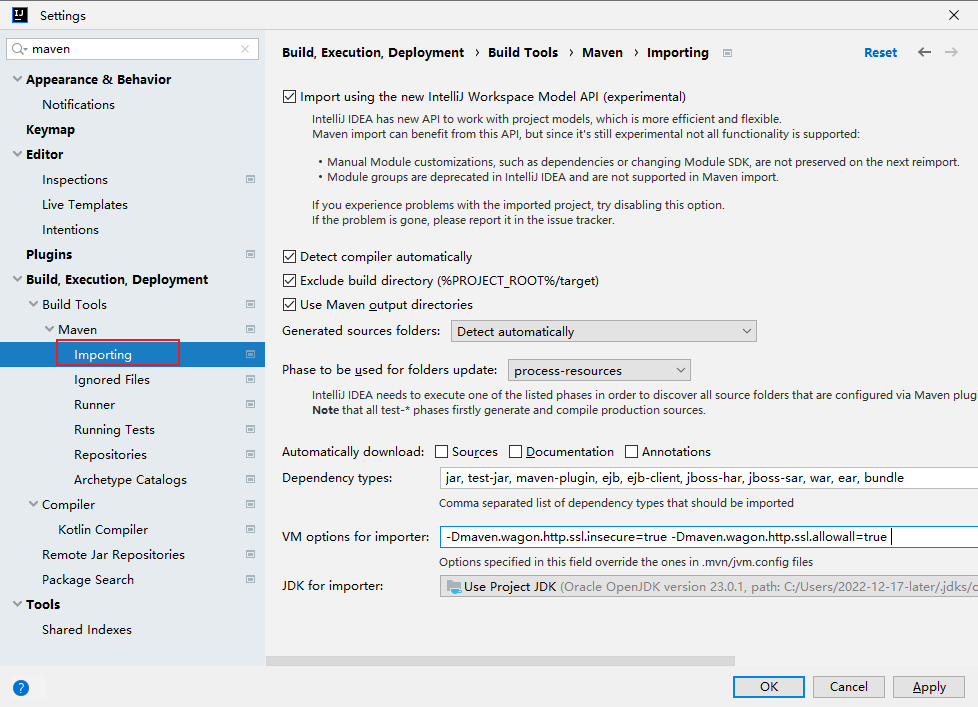 Settings
maven
Appearance & Behavior
Notifications
Keymap
Editor
Inspections
Live Templates
Intentions
Plugins
Build, Execution, Deployment
Build Tools
Maven
Importing
Ignored Files
Runner
Running Tests
Repositories
Archetype Catalogs
Compiler
Kotlin Compiler
Remote Jar Repositories
Package Search
Tools
Shared Indexes
Build, Execution, Deployment › Build Tools › Maven › Importing
Reset
Import using the new IntelliJ Workspace Model API (experimental)
IntelliJ IDEA has new API to work with project models, which is more efficient and flexible.
Maven import can benefit from this API, but since it's still experimental not all functionality is supported:
• Manual Module customizations, such as dependencies or changing Module SDK, are not preserved on the next reimport.
• Module groups are deprecated in IntelliJ IDEA and are not supported in Maven import.
If you experience problems with the imported project, try disabling this option.
If the problem is gone, please report it in the issue tracker.
Detect compiler automatically
Exclude build directory (%PROJECT_ROOT%/target)
Use Maven output directories
Generated sources folders: Detect automatically
Phase to be used for folders update: process-resources
IntelliJ IDEA needs to execute one of the listed phases in order to discover all source folders that are configured via Maven plug
Note that all test-* phases firstly generate and compile production sources.
Automatically download: Sources Documentation Annotations
Dependency types: jar, test-jar, maven-plugin, ejb, ejb-client, jboss-har, jboss-sar, war, ear, bundle
Comma separated list of dependency types that should be imported
VM options for importer: -Dmaven.wagon.http.ssl.insecure=true -Dmaven.wagon.http.ssl.allowall=true
Options specified in this field override the ones in .mvn/jvm.config files
JDK for importer: Use Project JDK (Oracle OpenJDK version 23.0.1, path: C:/Users/2022-12-17-later/.jdks/
?
OK Cancel Apply